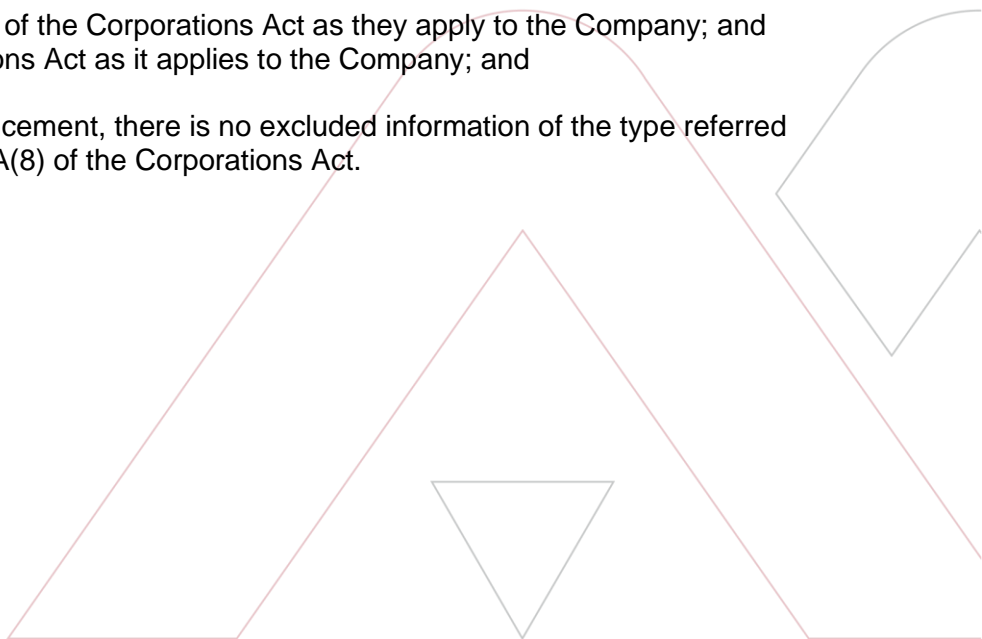 of the Corporations Act as they apply to the Company; and
ons Act as it applies to the Company; and
cement, there is no excluded information of the type referred
A(8) of the Corporations Act.